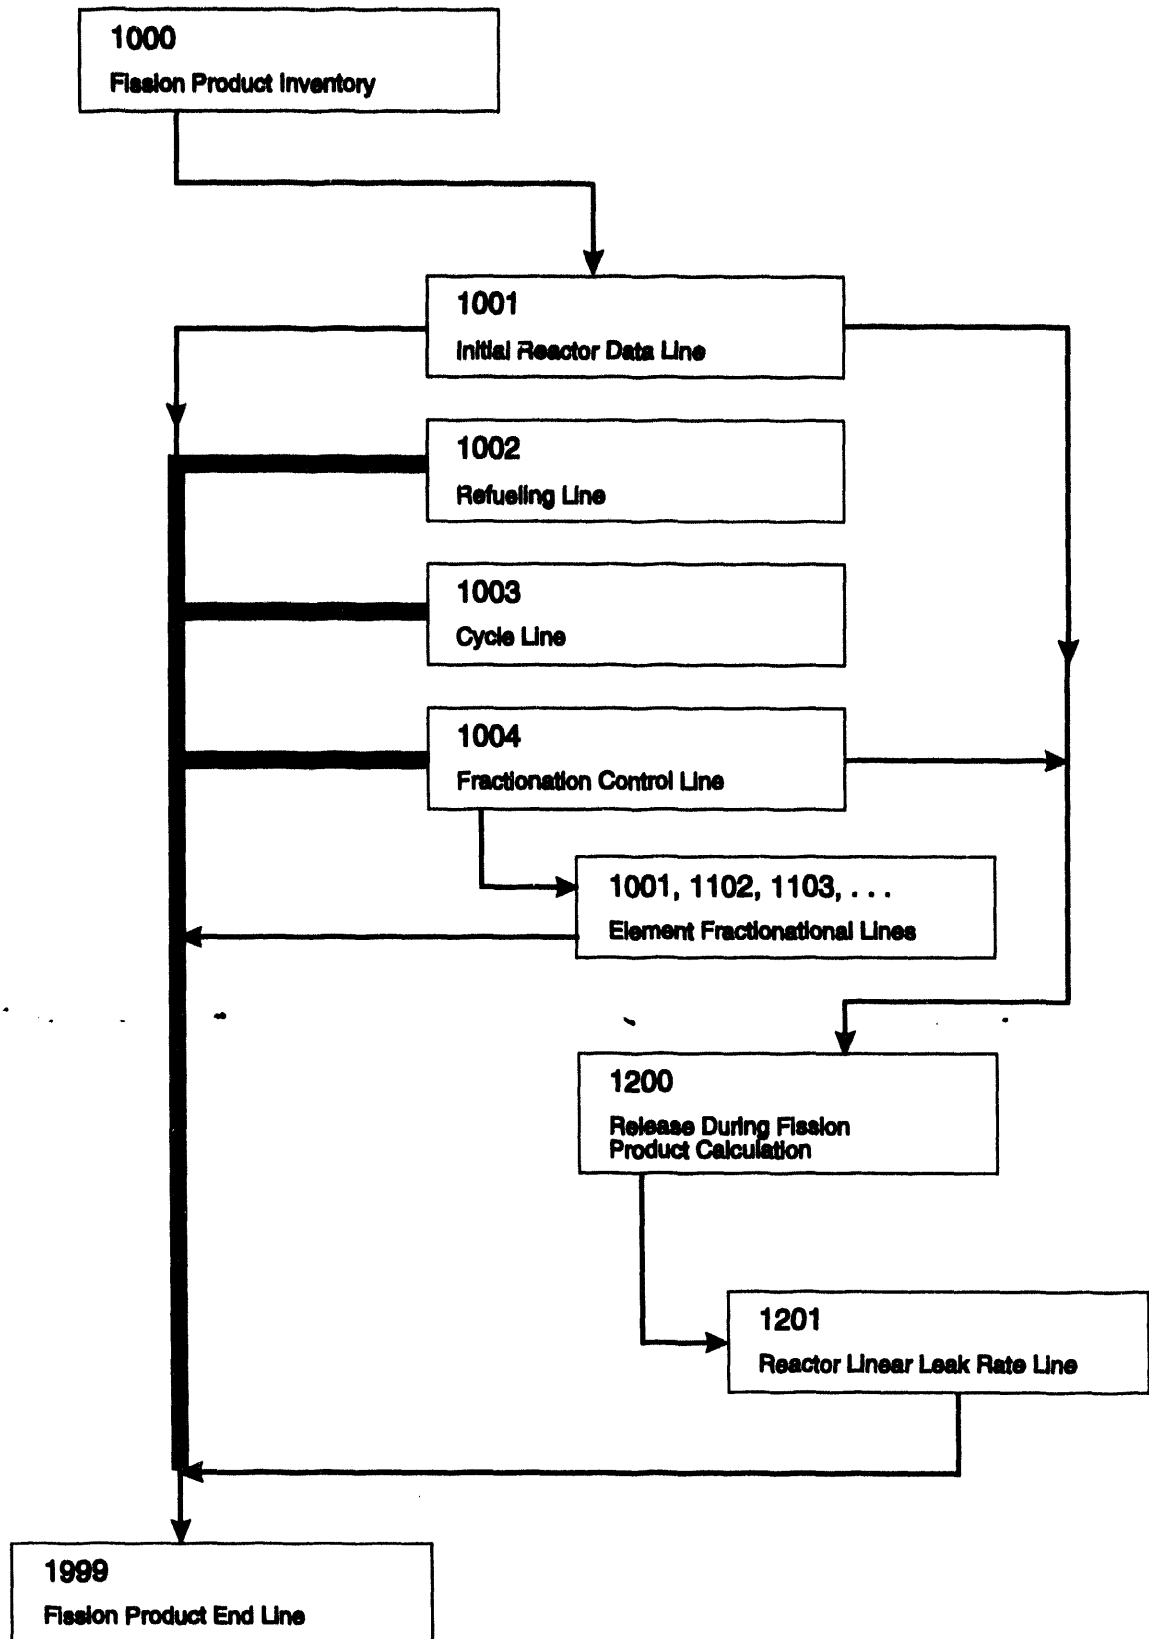 1000
Fission Product Inventory
1001
Initial Reactor Data Line
1002
Refueling Line
1003
Cycle Line
1004
Fractionation Control Line
1001, 1102, 1103, . . .
Element Fractionational Lines
1200
Release During Fission
Product Calculation
1201
Reactor Linear Leak Rate Line
1999
Fission Product End Line